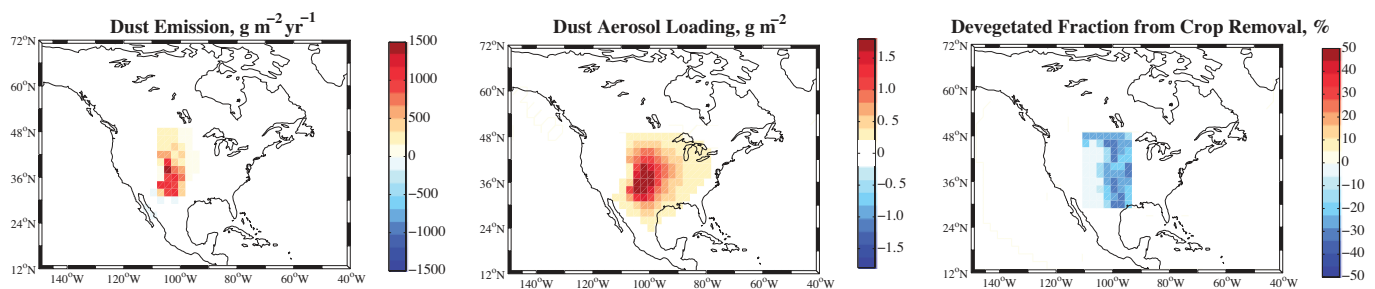 Dust Emission, g m⁻² yr⁻¹
72°N
60°N
48°N
36°N
24°N
12°N
140°W 120°W 100°W 80°W 60°W 40°W
1500
1000
500
0
−500
−1000
−1500
Dust Aerosol Loading, g m⁻²
72°N
60°N
48°N
36°N
24°N
12°N
140°W 120°W 100°W 80°W 60°W 40°W
1.5
1.0
0.5
0
−0.5
−1.0
−1.5
Devegetated Fraction from Crop Removal, %
72°N
60°N
48°N
36°N
24°N
12°N
140°W 120°W 100°W 80°W 60°W 40°W
50
40
30
20
10
0
−10
−20
−30
−40
−50